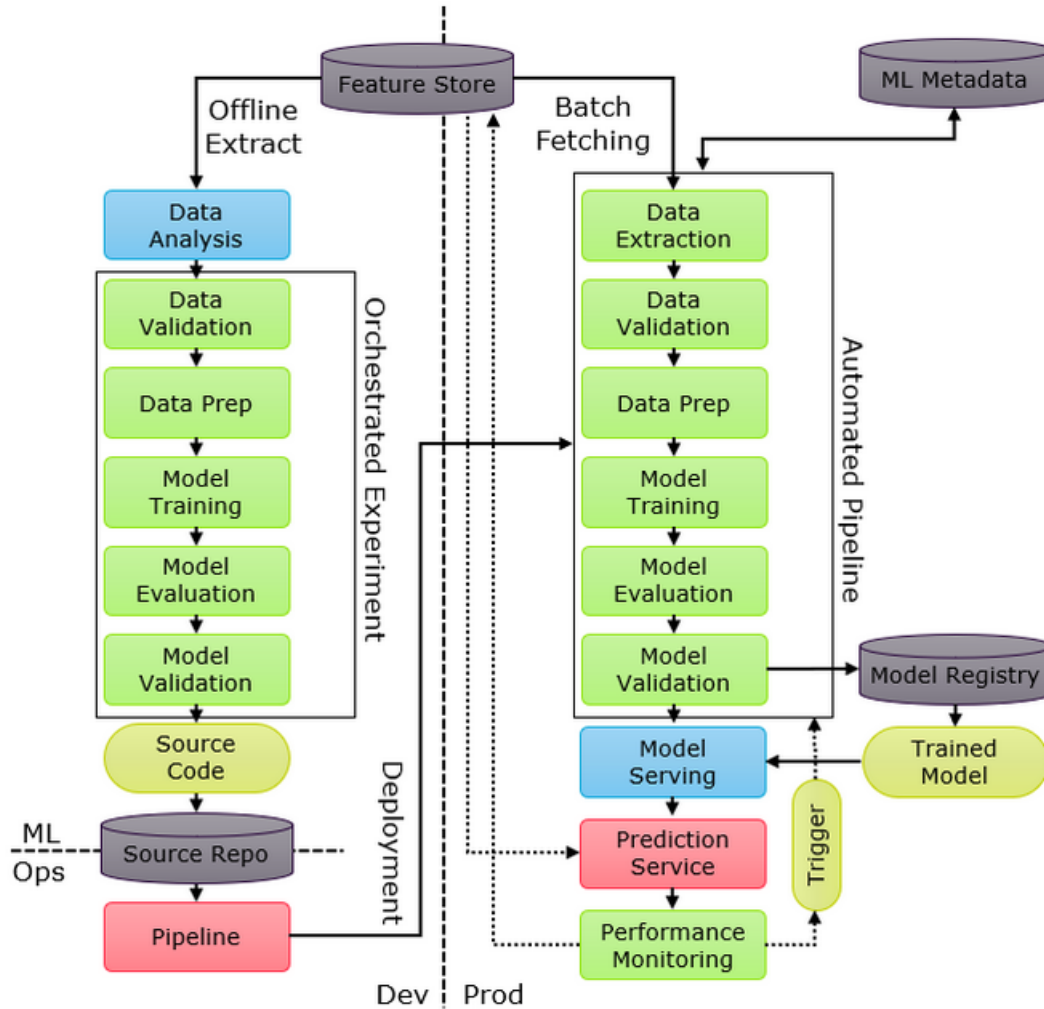 Feature Store
ML Metadata
Offline
Extract
Batch
Fetching
Data
Analysis
Data
Validation
Data Prep
Model
Training
Model
Evaluation
Model
Validation
Orchestrated Experiment
Source
Code
Source Repo
ML
Ops
Pipeline
Deployment
Dev
Prod
Data
Extraction
Data
Validation
Data Prep
Model
Training
Model
Evaluation
Model
Validation
Automated Pipeline
Model Registry
Trained
Model
Model
Serving
Prediction
Service
Performance
Monitoring
Trigger